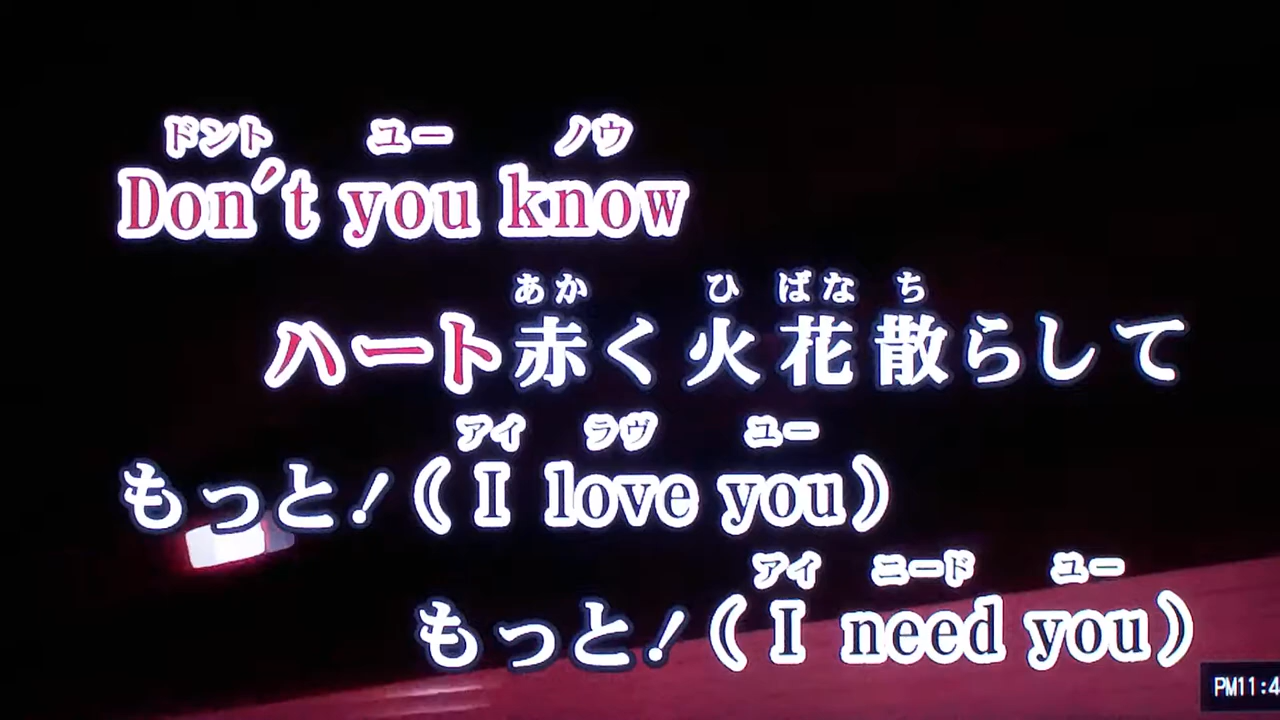 ドント ユー ノウ
Don't you know
あか ひ ばな ち
ハート赤く火花散らして
アイ ラヴ ユー
もっと!(I love you)
アイ ニード ユー
もっと!(I need you)
PM11:4